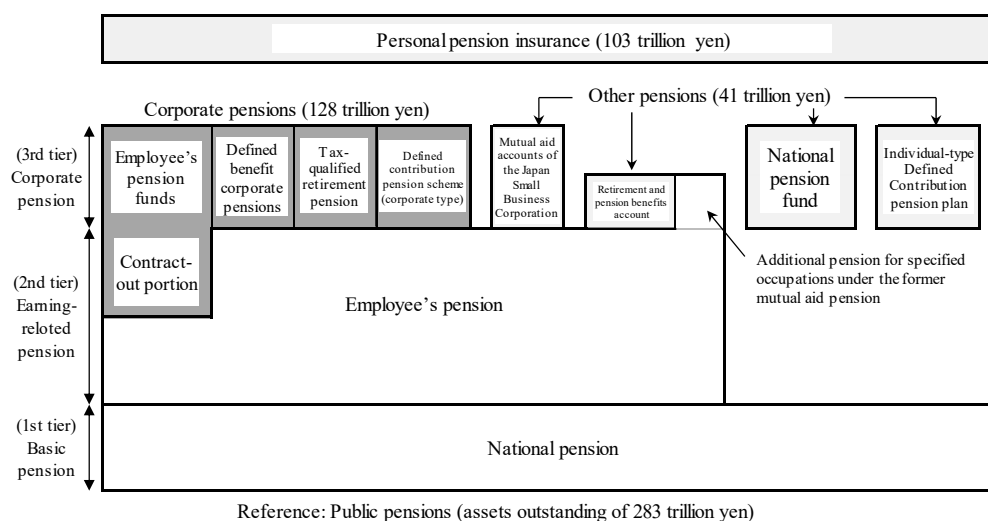 Personal pension insurance (103 trillion yen)
Corporate pensions (128 trillion yen)
Other pensions (41 trillion yen)
(3rd tier)
Corporate
pension
Employee's
pension
funds
Defined
benefit
corporate
pensions
Tax-
qualified
retirement
pension
Defined
contribution
pension scheme
(corporate type)
Mutual aid
accounts of
the Japan
Small
Business
Corporation
Retirement and
pension benefits
account
National
pension
fund
Individual-type
Defined
Contribution
pension plan
(2nd tier)
Earning-
reloted
pension
Contract-
out portion
Employee's pension
Additional pension for specified
occupations under the former
mutual aid pension
(1st tier)
Basic
pension
National pension
Reference: Public pensions (assets outstanding of 283 trillion yen)